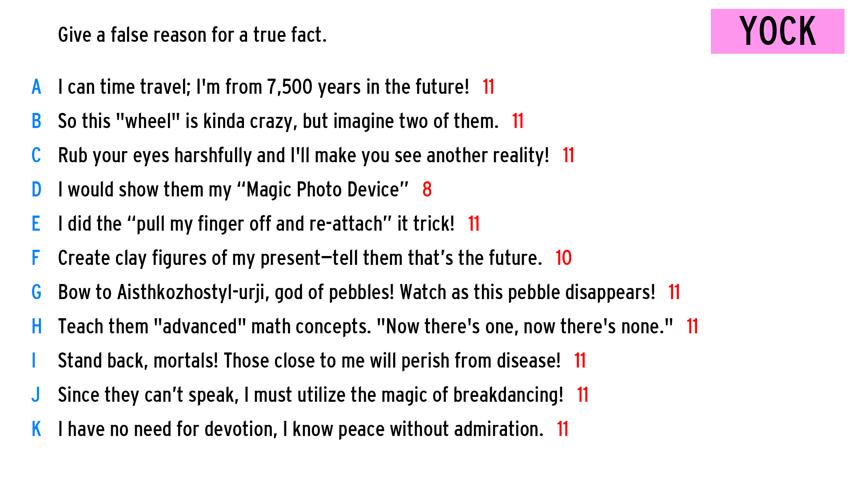 Give a false reason for a true fact.
YOCK
A I can time travel; I'm from 7,500 years in the future! 11
B So this "wheel" is kinda crazy, but imagine two of them. 11
C Rub your eyes harshfully and I'll make you see another reality! 11
D I would show them my “Magic Photo Device” 8
E I did the “pull my finger off and re-attach” it trick! 11
F Create clay figures of my present—tell them that’s the future. 10
G Bow to Aisthkozhostyl-urji, god of pebbles! Watch as this pebble disappears! 11
H Teach them "advanced" math concepts. "Now there's one, now there's none." 11
I Stand back, mortals! Those close to me will perish from disease! 11
J Since they can’t speak, I must utilize the magic of breakdancing! 11
K I have no need for devotion, I know peace without admiration. 11